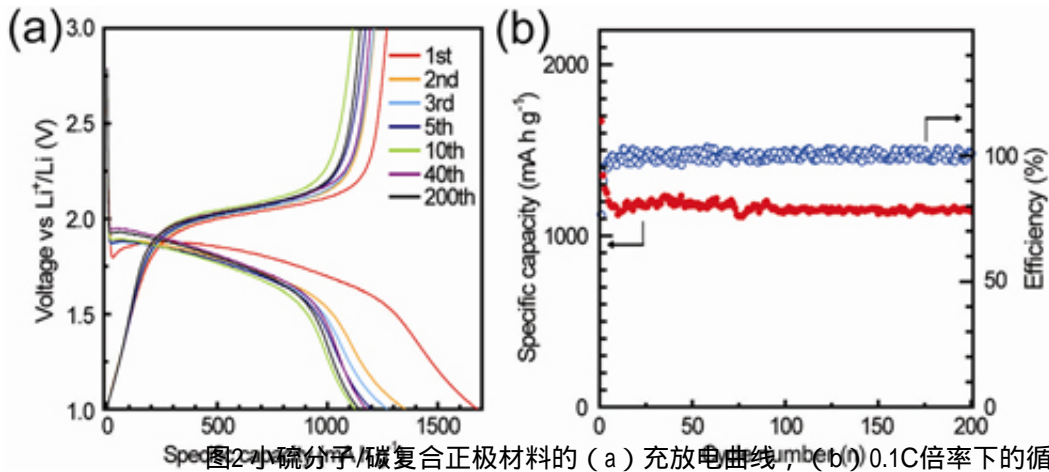 (a)
3.0
2.5
2.0
1.5
1.0
Voltage vs Li⁺/Li (V)
1st
2nd
3rd
5th
10th
40th
200th
0
500
1000
1500
Specific capacity
(b)
2000
1000
0
Specific capacity (mA h g⁻¹)
100
50
0
Efficiency (%)
0
50
100
150
200
number (n)
图2 小硫分子/碳复合正极材料的（a）充放电曲线，（b）0.1C倍率下的循